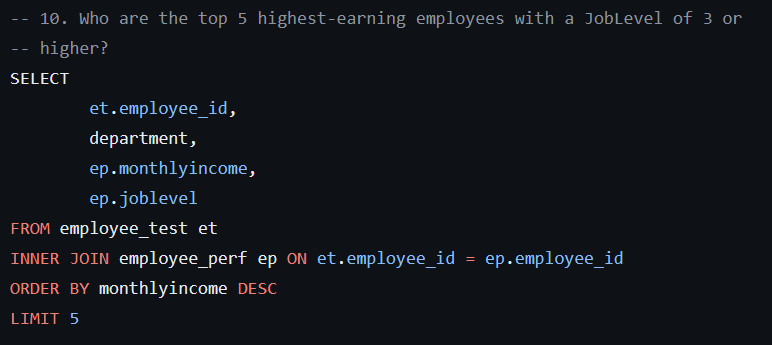 -- 10. Who are the top 5 highest-earning employees with a JobLevel of 3 or
-- higher?
SELECT
        et.employee_id,
        department,
        ep.monthlyincome,
        ep.joblevel
FROM employee_test et
INNER JOIN employee_perf ep ON et.employee_id = ep.employee_id
ORDER BY monthlyincome DESC
LIMIT 5